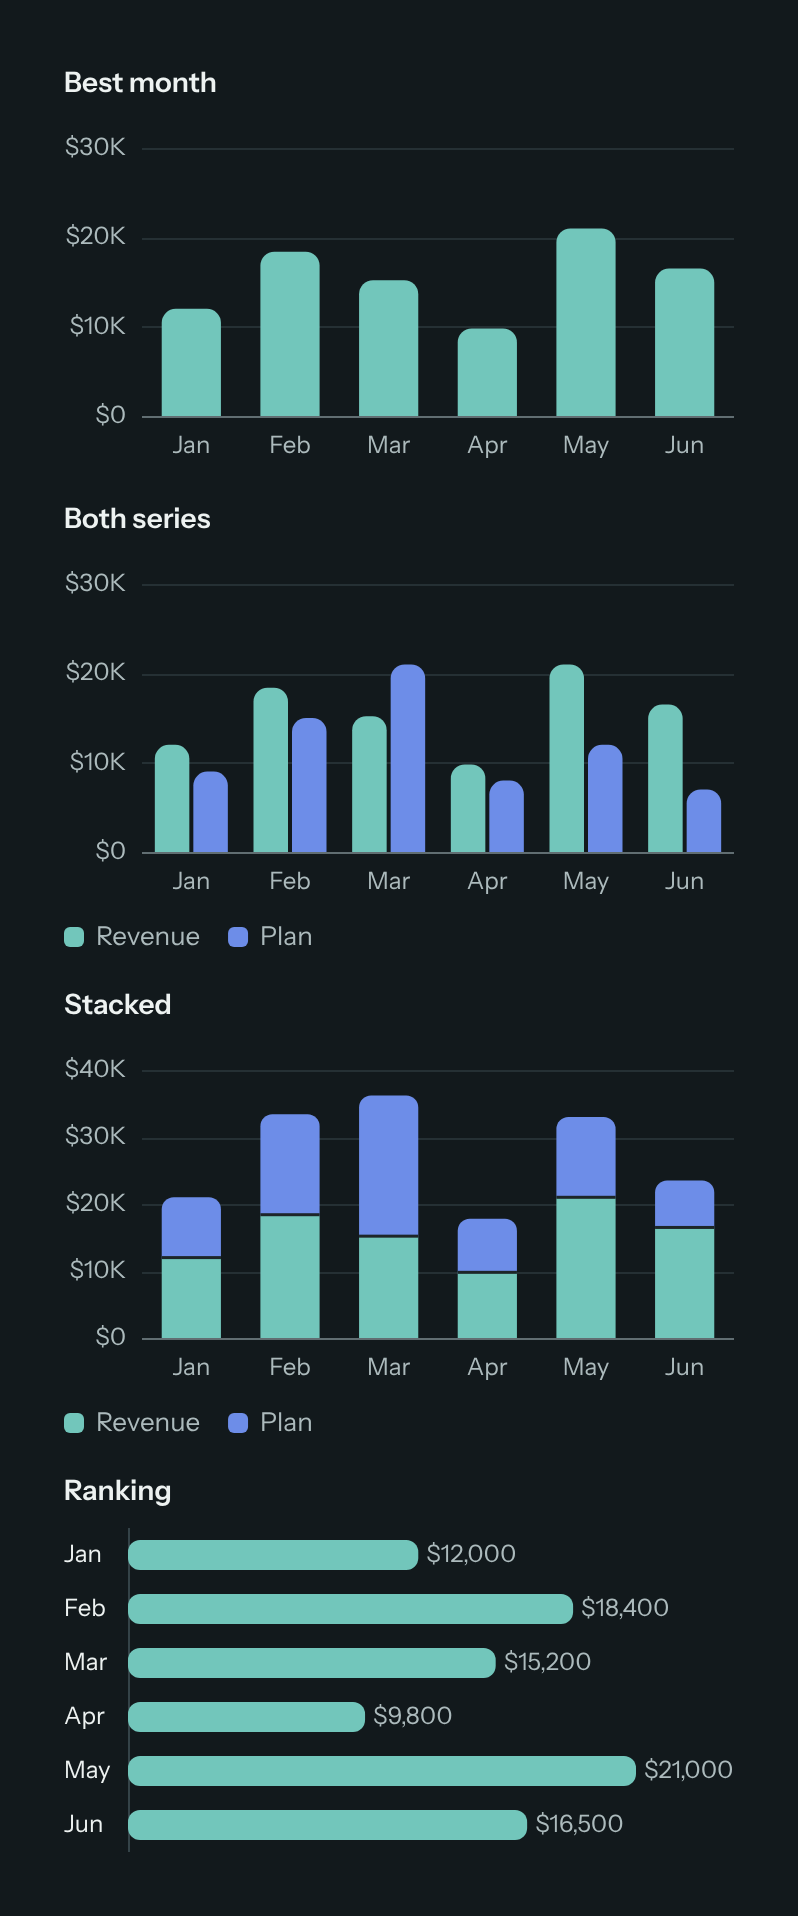 Best month
$30K
$20K
$10K
$0
Jan Feb Mar Apr May Jun
Both series
$30K
$20K
$10K
$0
Jan Feb Mar Apr May Jun
Revenue Plan
Stacked
$40K
$30K
$20K
$10K
$0
Jan Feb Mar Apr May Jun
Revenue Plan
Ranking
Jan $12,000
Feb $18,400
Mar $15,200
Apr $9,800
May $21,000
Jun $16,500